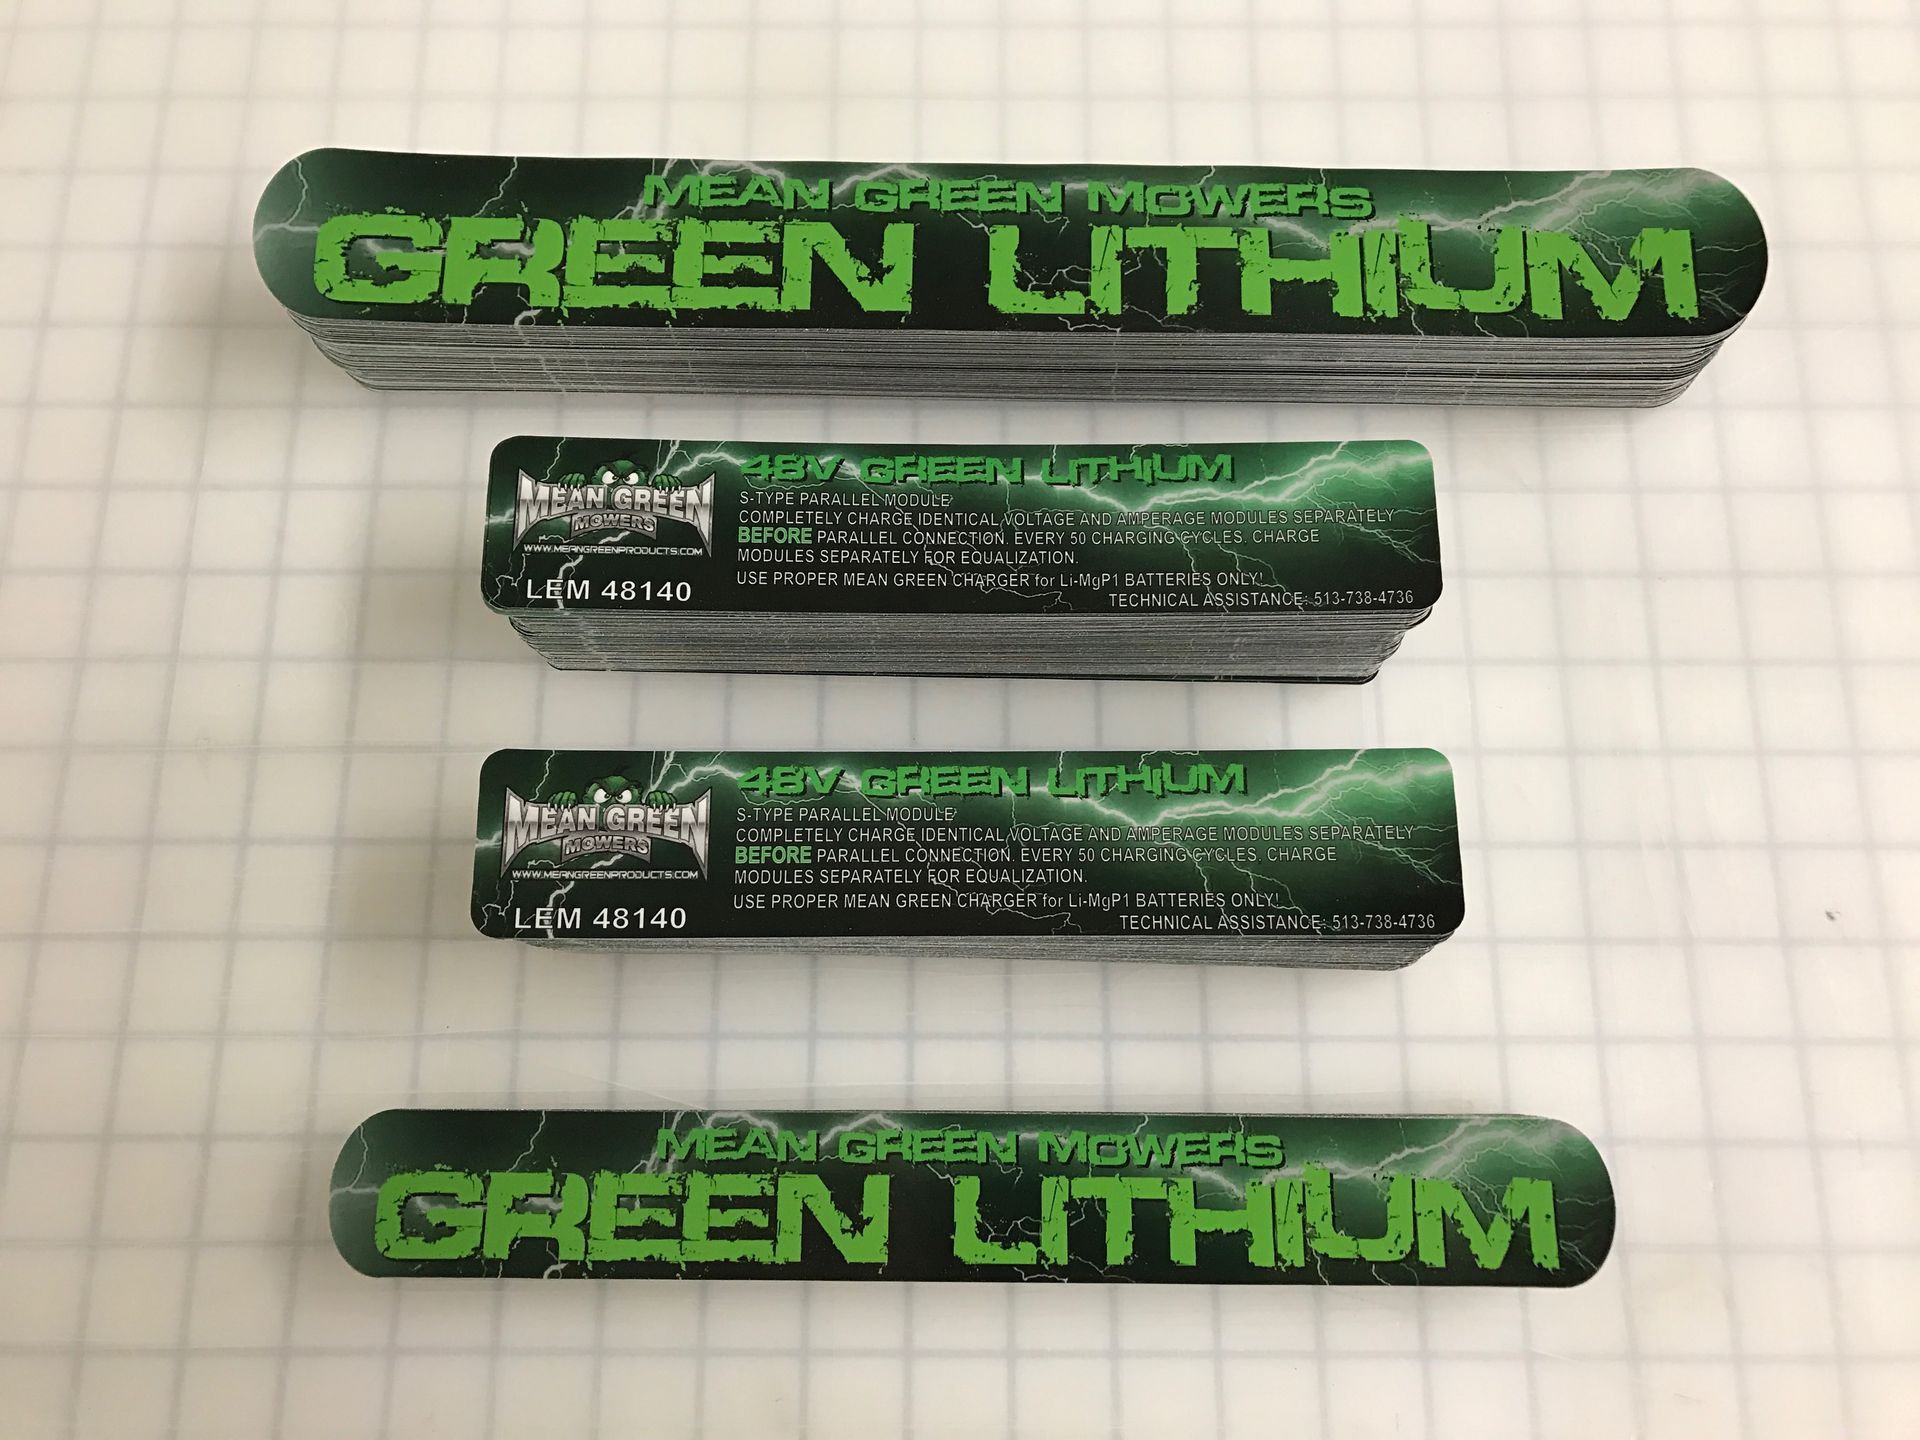 MEAN GREEN MOWERS
GREEN LITHIUM
MEAN GREEN
MOWERS
WWW.MEANGREENPRODUCTS.COM
LEM 48140
48V GREEN LITHIUM
S-TYPE PARALLEL MODULE
COMPLETELY CHARGE IDENTICAL VOLTAGE AND AMPERAGE MODULES SEPARATELY
BEFORE PARALLEL CONNECTION. EVERY 50 CHARGING CYCLES, CHARGE
MODULES SEPARATELY FOR EQUALIZATION.
USE PROPER MEAN GREEN CHARGER for Li-MgP1 BATTERIES ONLY!
TECHNICAL ASSISTANCE: 513-738-4736
MEAN GREEN
MOWERS
WWW.MEANGREENPRODUCTS.COM
LEM 48140
48V GREEN LITHIUM
S-TYPE PARALLEL MODULE
COMPLETELY CHARGE IDENTICAL VOLTAGE AND AMPERAGE MODULES SEPARATELY
BEFORE PARALLEL CONNECTION. EVERY 50 CHARGING CYCLES, CHARGE
MODULES SEPARATELY FOR EQUALIZATION.
USE PROPER MEAN GREEN CHARGER for Li-MgP1 BATTERIES ONLY!
TECHNICAL ASSISTANCE: 513-738-4736
MEAN GREEN MOWERS
GREEN LITHIUM